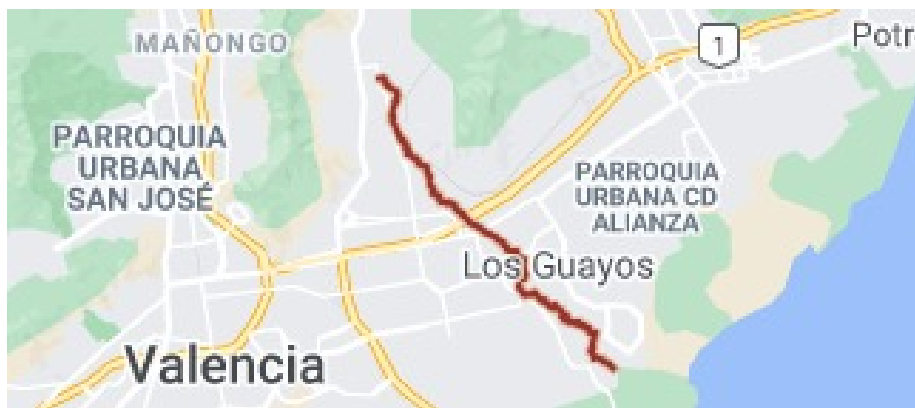 MAÑONGO
1
Potr
PARROQUIA
URBANA
SAN JOSÉ
PARROQUIA
URBANA CD
ALIANZA
Los Guayos
Valencia